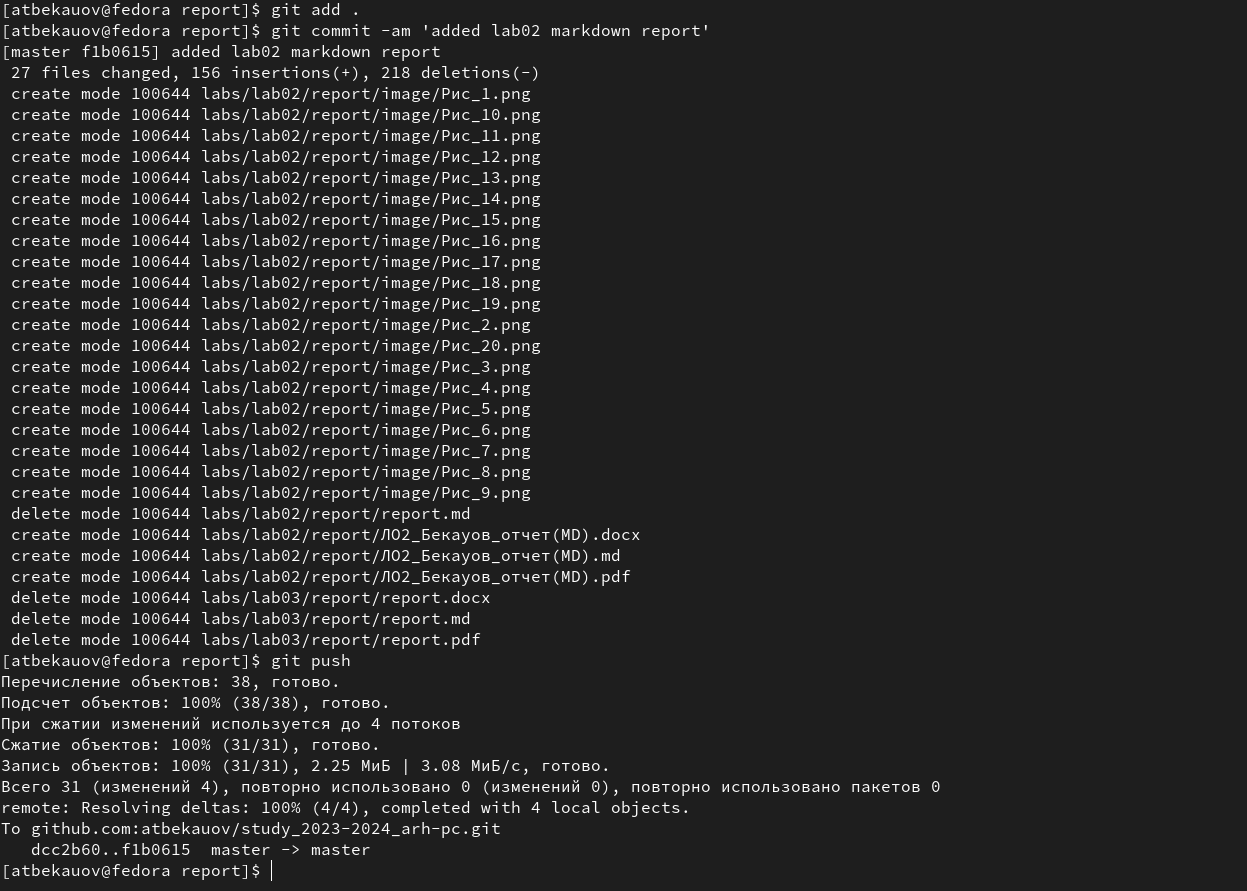 [atbekauov@fedora report]$ git add .
[atbekauov@fedora report]$ git commit -am 'added lab02 markdown report'
[master f1b0615] added lab02 markdown report
 27 files changed, 156 insertions(+), 218 deletions(-)
 create mode 100644 labs/lab02/report/image/Рис_1.png
 create mode 100644 labs/lab02/report/image/Рис_10.png
 create mode 100644 labs/lab02/report/image/Рис_11.png
 create mode 100644 labs/lab02/report/image/Рис_12.png
 create mode 100644 labs/lab02/report/image/Рис_13.png
 create mode 100644 labs/lab02/report/image/Рис_14.png
 create mode 100644 labs/lab02/report/image/Рис_15.png
 create mode 100644 labs/lab02/report/image/Рис_16.png
 create mode 100644 labs/lab02/report/image/Рис_17.png
 create mode 100644 labs/lab02/report/image/Рис_18.png
 create mode 100644 labs/lab02/report/image/Рис_19.png
 create mode 100644 labs/lab02/report/image/Рис_2.png
 create mode 100644 labs/lab02/report/image/Рис_20.png
 create mode 100644 labs/lab02/report/image/Рис_3.png
 create mode 100644 labs/lab02/report/image/Рис_4.png
 create mode 100644 labs/lab02/report/image/Рис_5.png
 create mode 100644 labs/lab02/report/image/Рис_6.png
 create mode 100644 labs/lab02/report/image/Рис_7.png
 create mode 100644 labs/lab02/report/image/Рис_8.png
 create mode 100644 labs/lab02/report/image/Рис_9.png
 delete mode 100644 labs/lab02/report/report.md
 create mode 100644 labs/lab02/report/ЛО2_Бекауов_отчет(MD).docx
 create mode 100644 labs/lab02/report/ЛО2_Бекауов_отчет(MD).md
 create mode 100644 labs/lab02/report/ЛО2_Бекауов_отчет(MD).pdf
 delete mode 100644 labs/lab03/report/report.docx
 delete mode 100644 labs/lab03/report/report.md
 delete mode 100644 labs/lab03/report/report.pdf
[atbekauov@fedora report]$ git push
Перечисление объектов: 38, готово.
Подсчет объектов: 100% (38/38), готово.
При сжатии изменений используется до 4 потоков
Сжатие объектов: 100% (31/31), готово.
Запись объектов: 100% (31/31), 2.25 МиБ | 3.08 МиБ/с, готово.
Всего 31 (изменений 4), повторно использовано 0 (изменений 0), повторно использовано пакетов 0
remote: Resolving deltas: 100% (4/4), completed with 4 local objects.
To github.com:atbekauov/study_2023-2024_arh-pc.git
   dcc2b60..f1b0615  master -> master
[atbekauov@fedora report]$